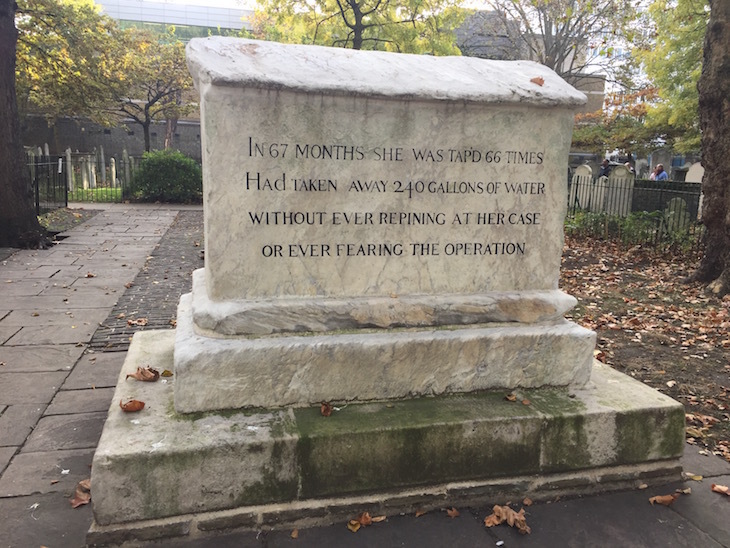 IN 67 MONTHS SHE WAS TAP'D 66 TIMES
HAD TAKEN AWAY 240 GALLONS OF WATER
WITHOUT EVER REPINING AT HER CASE
OR EVER FEARING THE OPERATION